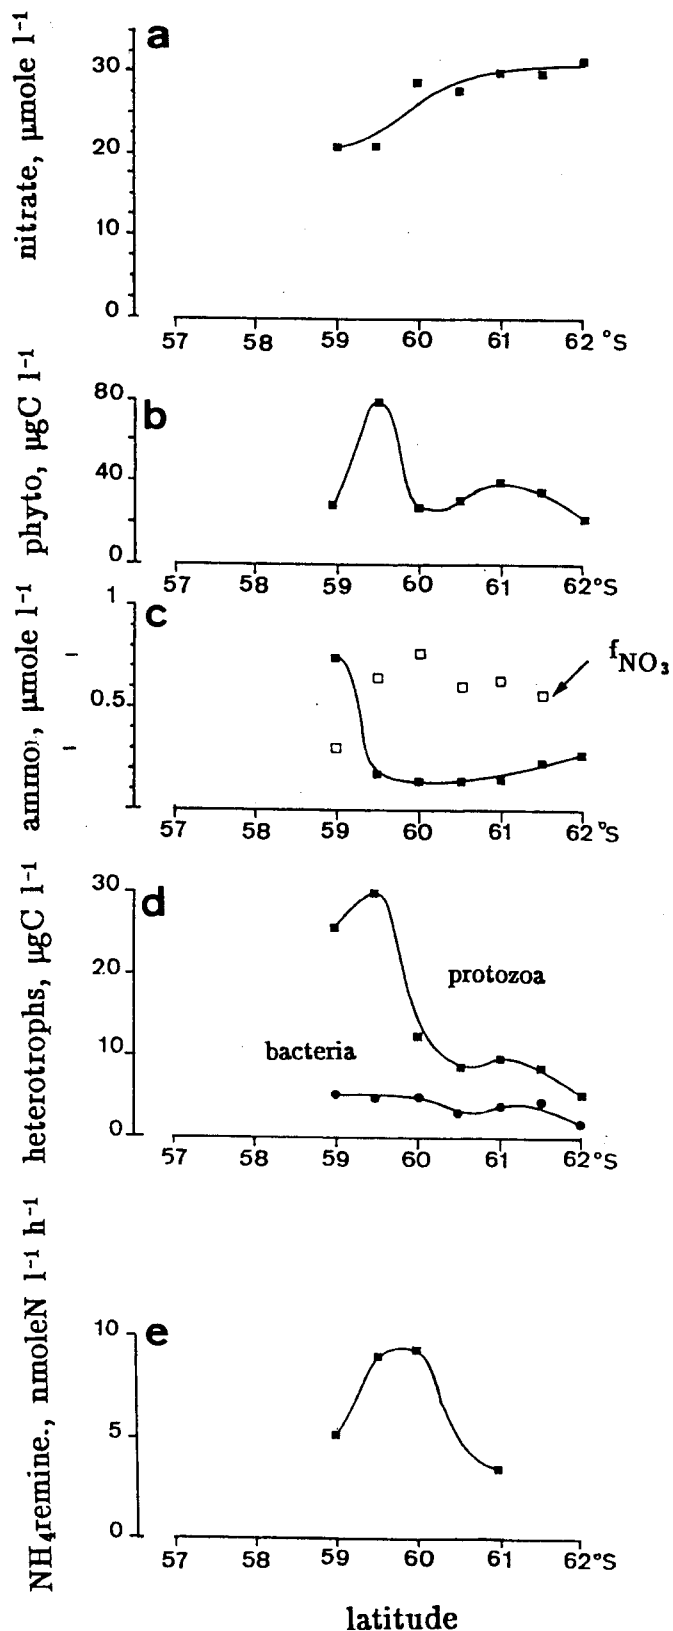 a
nitrate, µmole l⁻¹
30
20
10
0
57 58 59 60 61 62 °S
b
phyto, µgC l⁻¹
80
40
0
57 58 59 60 61 62°S
c
µmole l⁻¹
1
0.5
fNO₃
57 58 59 60 61 62°S
d
heterotrophs, µgC l⁻¹
30
20
10
0
protozoa
bacteria
57 58 59 60 61 62°S
e
NH₄remine., nmoleN l⁻¹ h⁻¹
10
5
0
57 58 59 60 61 62°S
latitude